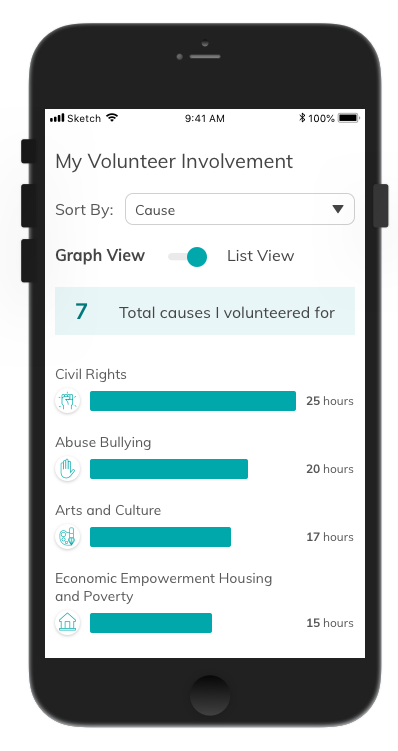 Sketch 9:41 AM 100%
My Volunteer Involvement
Sort By: Cause
Graph View List View
7 Total causes I volunteered for
Civil Rights
25 hours
Abuse Bullying
20 hours
Arts and Culture
17 hours
Economic Empowerment Housing
and Poverty
15 hours